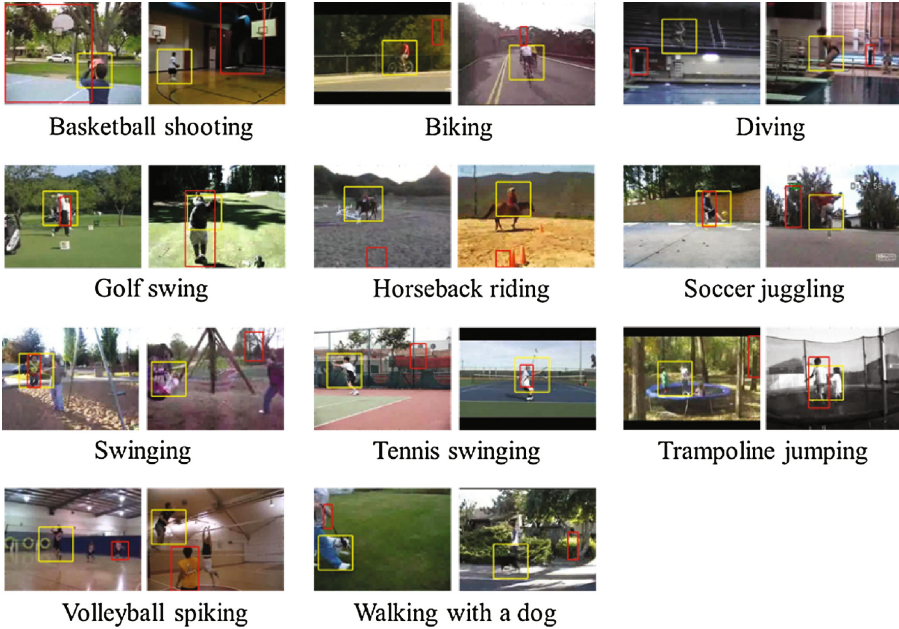 Basketball shooting
Biking
Diving
Golf swing
Horseback riding
Soccer juggling
Swinging
Tennis swinging
Trampoline jumping
Volleyball spiking
Walking with a dog